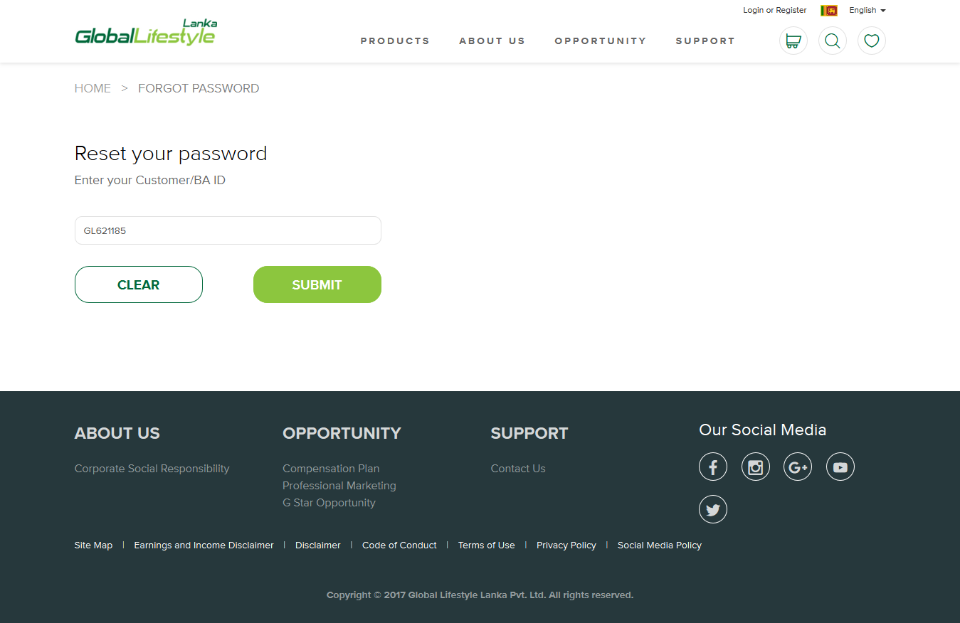 Login or Register English
Lanka
GlobalLifestyle
PRODUCTS ABOUT US OPPORTUNITY SUPPORT
HOME > FORGOT PASSWORD
Reset your password
Enter your Customer/BA ID
GL621185
CLEAR SUBMIT
ABOUT US OPPORTUNITY SUPPORT Our Social Media
Corporate Social Responsibility Compensation Plan Contact Us
Professional Marketing
G Star Opportunity
G+
Site Map | Earnings and Income Disclaimer | Disclaimer | Code of Conduct | Terms of Use | Privacy Policy | Social Media Policy
Copyright © 2017 Global Lifestyle Lanka Pvt. Ltd. All rights reserved.